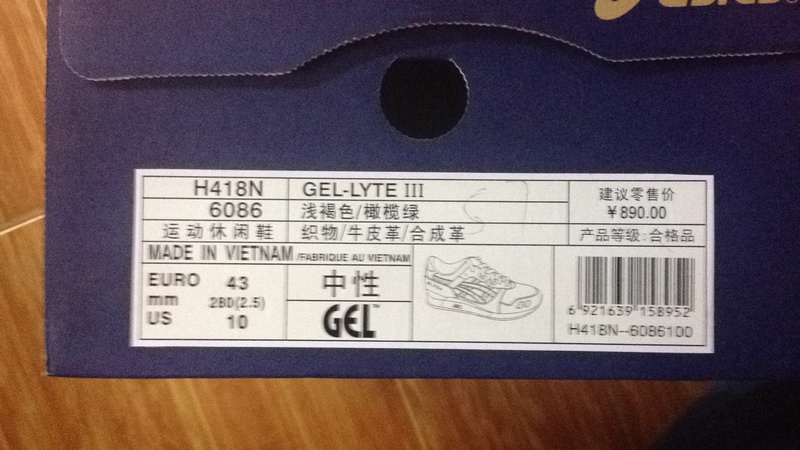 H418N
GEL-LYTE III
建议零售价
￥890.00
6086
浅褐色/橄榄绿
运动休闲鞋
织物/牛皮革/合成革
产品等级:合格品
MADE IN VIETNAM /FABRIQUE AU VIETNAM
EURO 43
mm 280(2.5)
US 10
中性
GEL™
6 921639 158952
H418N--6086100